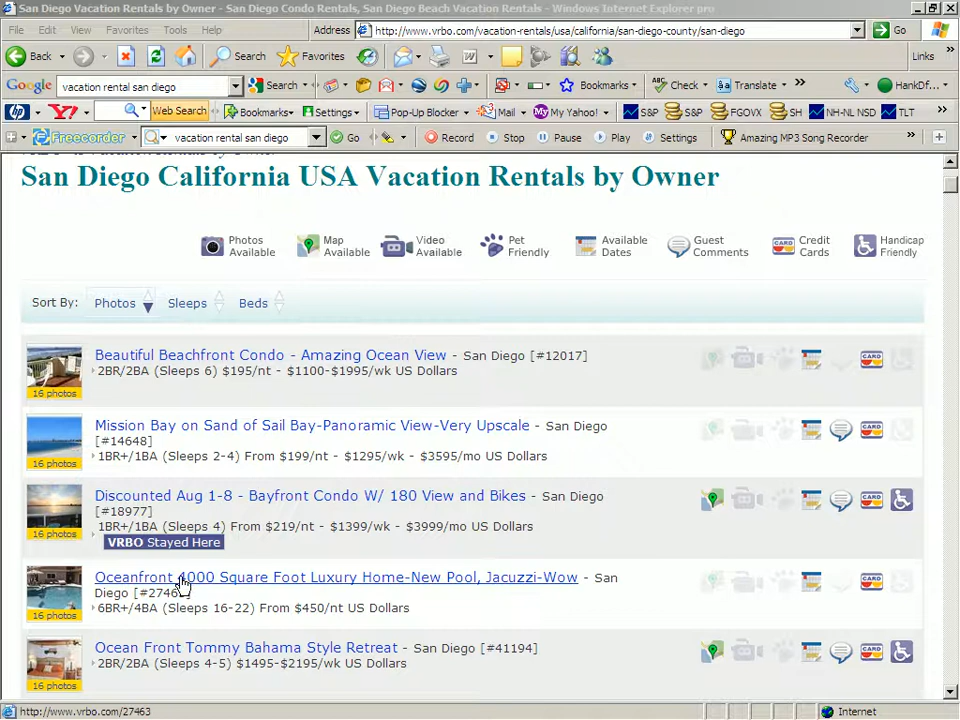 San Diego Vacation Rentals by Owner - San Diego Condo Rentals, San Diego Beach Vacation Rentals - Windows Internet Explorer pro
File Edit View Favorites Tools Help Address http://www.vrbo.com/vacation-rentals/usa/california/san-diego-county/san-diego Go
Back Search Favorites Links
Google vacation rental san diego Search Bookmarks Check Translate HankDf...
Web Search Bookmarks Settings Pop-Up Blocker Mail My Yahoo! S&P S&P FGOVX SH NH-NL NSD TLT AGG
Freecorder vacation rental san diego Go Record Stop Pause Play Settings Amazing MP3 Song Recorder
San Diego California USA Vacation Rentals by Owner
Photos Available
Map Available
Video Available
Pet Friendly
Available Dates
Guest Comments
Credit Cards
Handicap Friendly
Sort By: Photos Sleeps Beds
Beautiful Beachfront Condo - Amazing Ocean View - San Diego [#12017]
2BR/2BA (Sleeps 6) $195/nt - $1100-$1995/wk US Dollars
16 photos
Mission Bay on Sand of Sail Bay-Panoramic View-Very Upscale - San Diego
[#14648]
1BR+/1BA (Sleeps 2-4) From $199/nt - $1295/wk - $3595/mo US Dollars
16 photos
Discounted Aug 1-8 - Bayfront Condo W/ 180 View and Bikes - San Diego
[#18977]
1BR+/1BA (Sleeps 4) From $219/nt - $1399/wk - $3999/mo US Dollars
16 photos
VRBO Stayed Here
Oceanfront 4000 Square Foot Luxury Home-New Pool, Jacuzzi-Wow - San
Diego
6BR+/4BA (Sleeps 16-22) From $450/nt US Dollars
16 photos
Ocean Front Tommy Bahama Style Retreat - San Diego [#41194]
2BR/2BA (Sleeps 4-5) $1495-$2195/wk US Dollars
16 photos
http://www.vrbo.com/27463 Internet